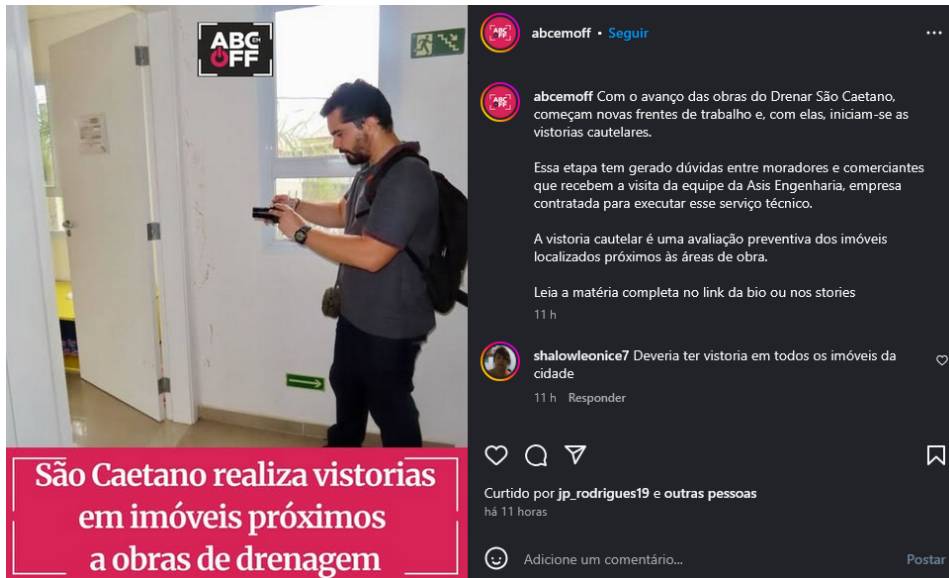 ABC EM
OFF
São Caetano realiza vistorias
em imóveis próximos
a obras de drenagem
abcemoff • Seguir
abcemoff Com o avanço das obras do Drenar São Caetano,
começam novas frentes de trabalho e, com elas, iniciam-se as
vistorias cautelares.
Essa etapa tem gerado dúvidas entre moradores e comerciantes
que recebem a visita da equipe da Asis Engenharia, empresa
contratada para executar esse serviço técnico.
A vistoria cautelar é uma avaliação preventiva dos imóveis
localizados próximos às áreas de obra.
Leia a matéria completa no link da bio ou nos stories
11 h
shalowleonice7 Deveria ter vistoria em todos os imóveis da
cidade
11 h Responder
Curtido por jp_rodrigues19 e outras pessoas
há 11 horas
Adicione um comentário...
Postar